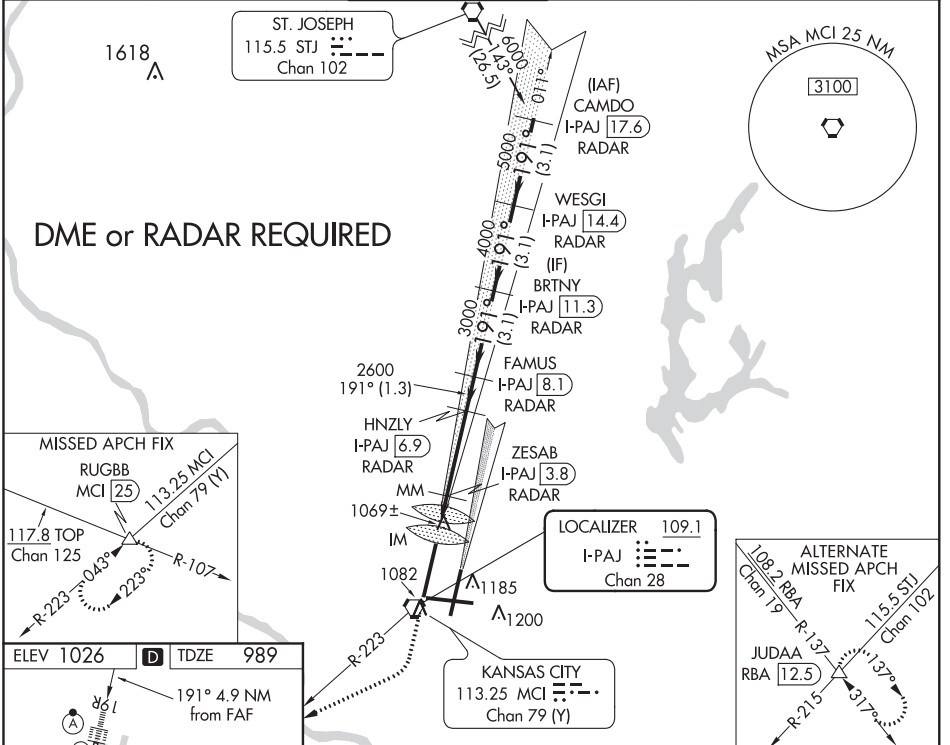 ST. JOSEPH
115.5 STJ
Chan 102
1618
6000
143°
(26.5)
011°
(IAF)
CAMDO
I-PAJ 17.6
RADAR
MSA MCI 25 NM
3100
5000
191°
(3.1)
WESGI
I-PAJ 14.4
RADAR
DME or RADAR REQUIRED
4000
191°
(3.1)
(IF)
BRTNY
I-PAJ 11.3
RADAR
3000
191°
(3.1)
2600
191° (1.3)
FAMUS
I-PAJ 8.1
RADAR
HNZLY
I-PAJ 6.9
RADAR
ZESAB
I-PAJ 3.8
RADAR
MM
1069±
IM
MISSED APCH FIX
RUGBB
MCI 25
113.25 MCI
Chan 79 (Y)
117.8 TOP
Chan 125
043°
223°
R-107
R-223
LOCALIZER 109.1
I-PAJ
Chan 28
1082
1185
1200
R-223
KANSAS CITY
113.25 MCI
Chan 79 (Y)
ALTERNATE
MISSED APCH
FIX
108.2 RBA
Chan 19
R-137
115.5 STJ
Chan 102
JUDAA
RBA 12.5
137°
317°
R-215
ELEV 1026 D TDZE 989
191° 4.9 NM
from FAF
19R
A